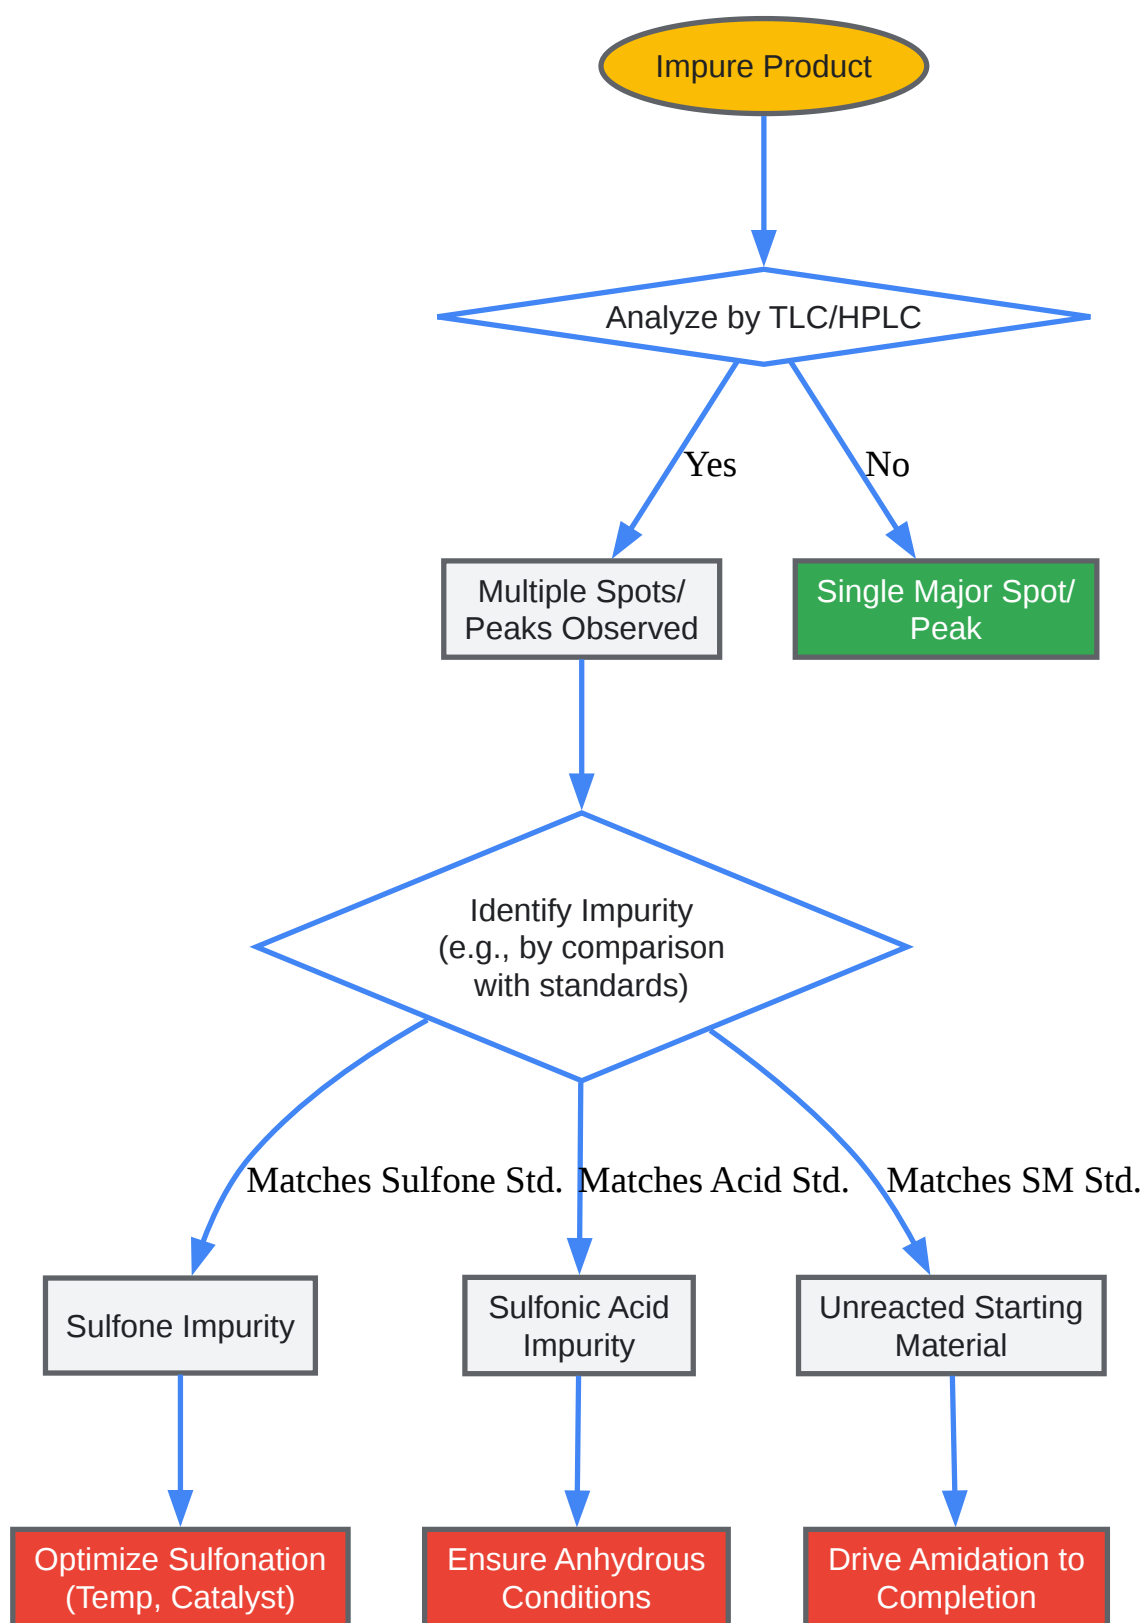 Impure Product
Analyze by TLC/HPLC
Yes
No
Multiple Spots/
Peaks Observed
Single Major Spot/
Peak
Identify Impurity
(e.g., by comparison
with standards)
Matches Sulfone Std.
Matches Acid Std.
Matches SM Std.
Sulfone Impurity
Sulfonic Acid
Impurity
Unreacted Starting
Material
Optimize Sulfonation
(Temp, Catalyst)
Ensure Anhydrous
Conditions
Drive Amidation to
Completion